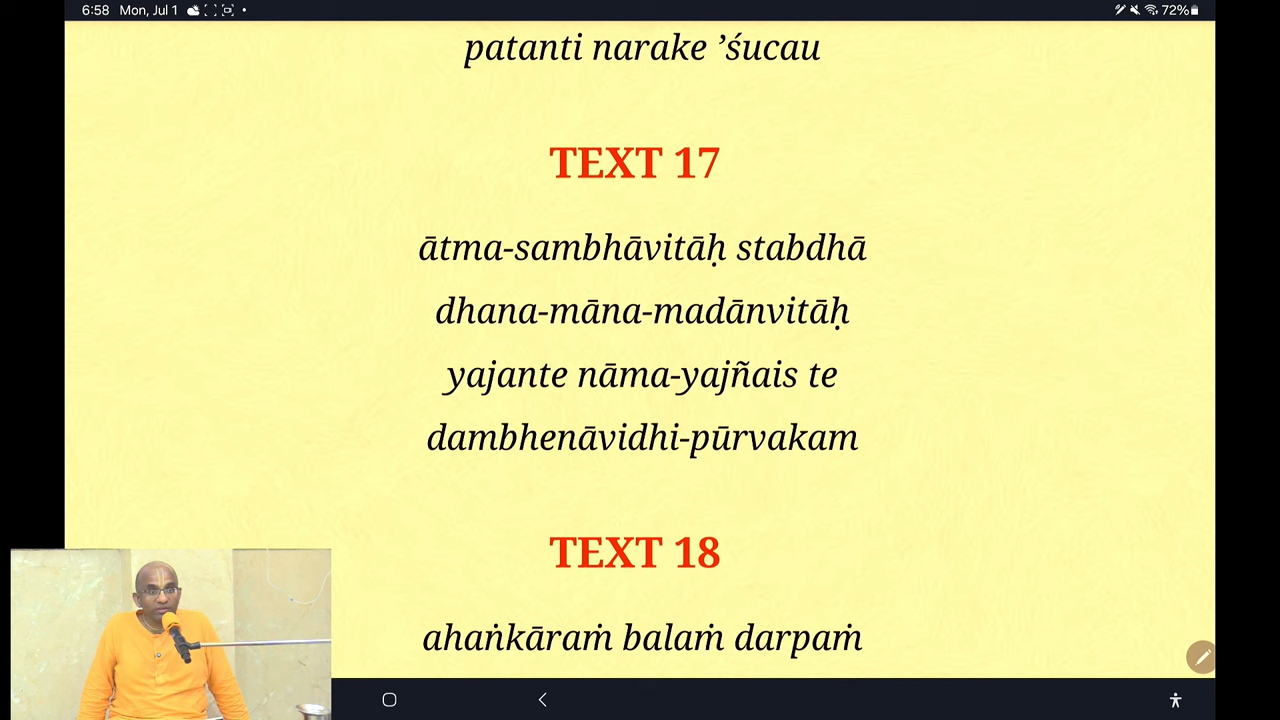 6:58 Mon, Jul 1 72%
patanti narake ’śucau
TEXT 17
ātma-sambhāvitāḥ stabdhā
dhana-māna-madānvitāḥ
yajante nāma-yajñais te
dambhenāvidhi-pūrvakam
TEXT 18
ahaṅkāraṁ balaṁ darpaṁ